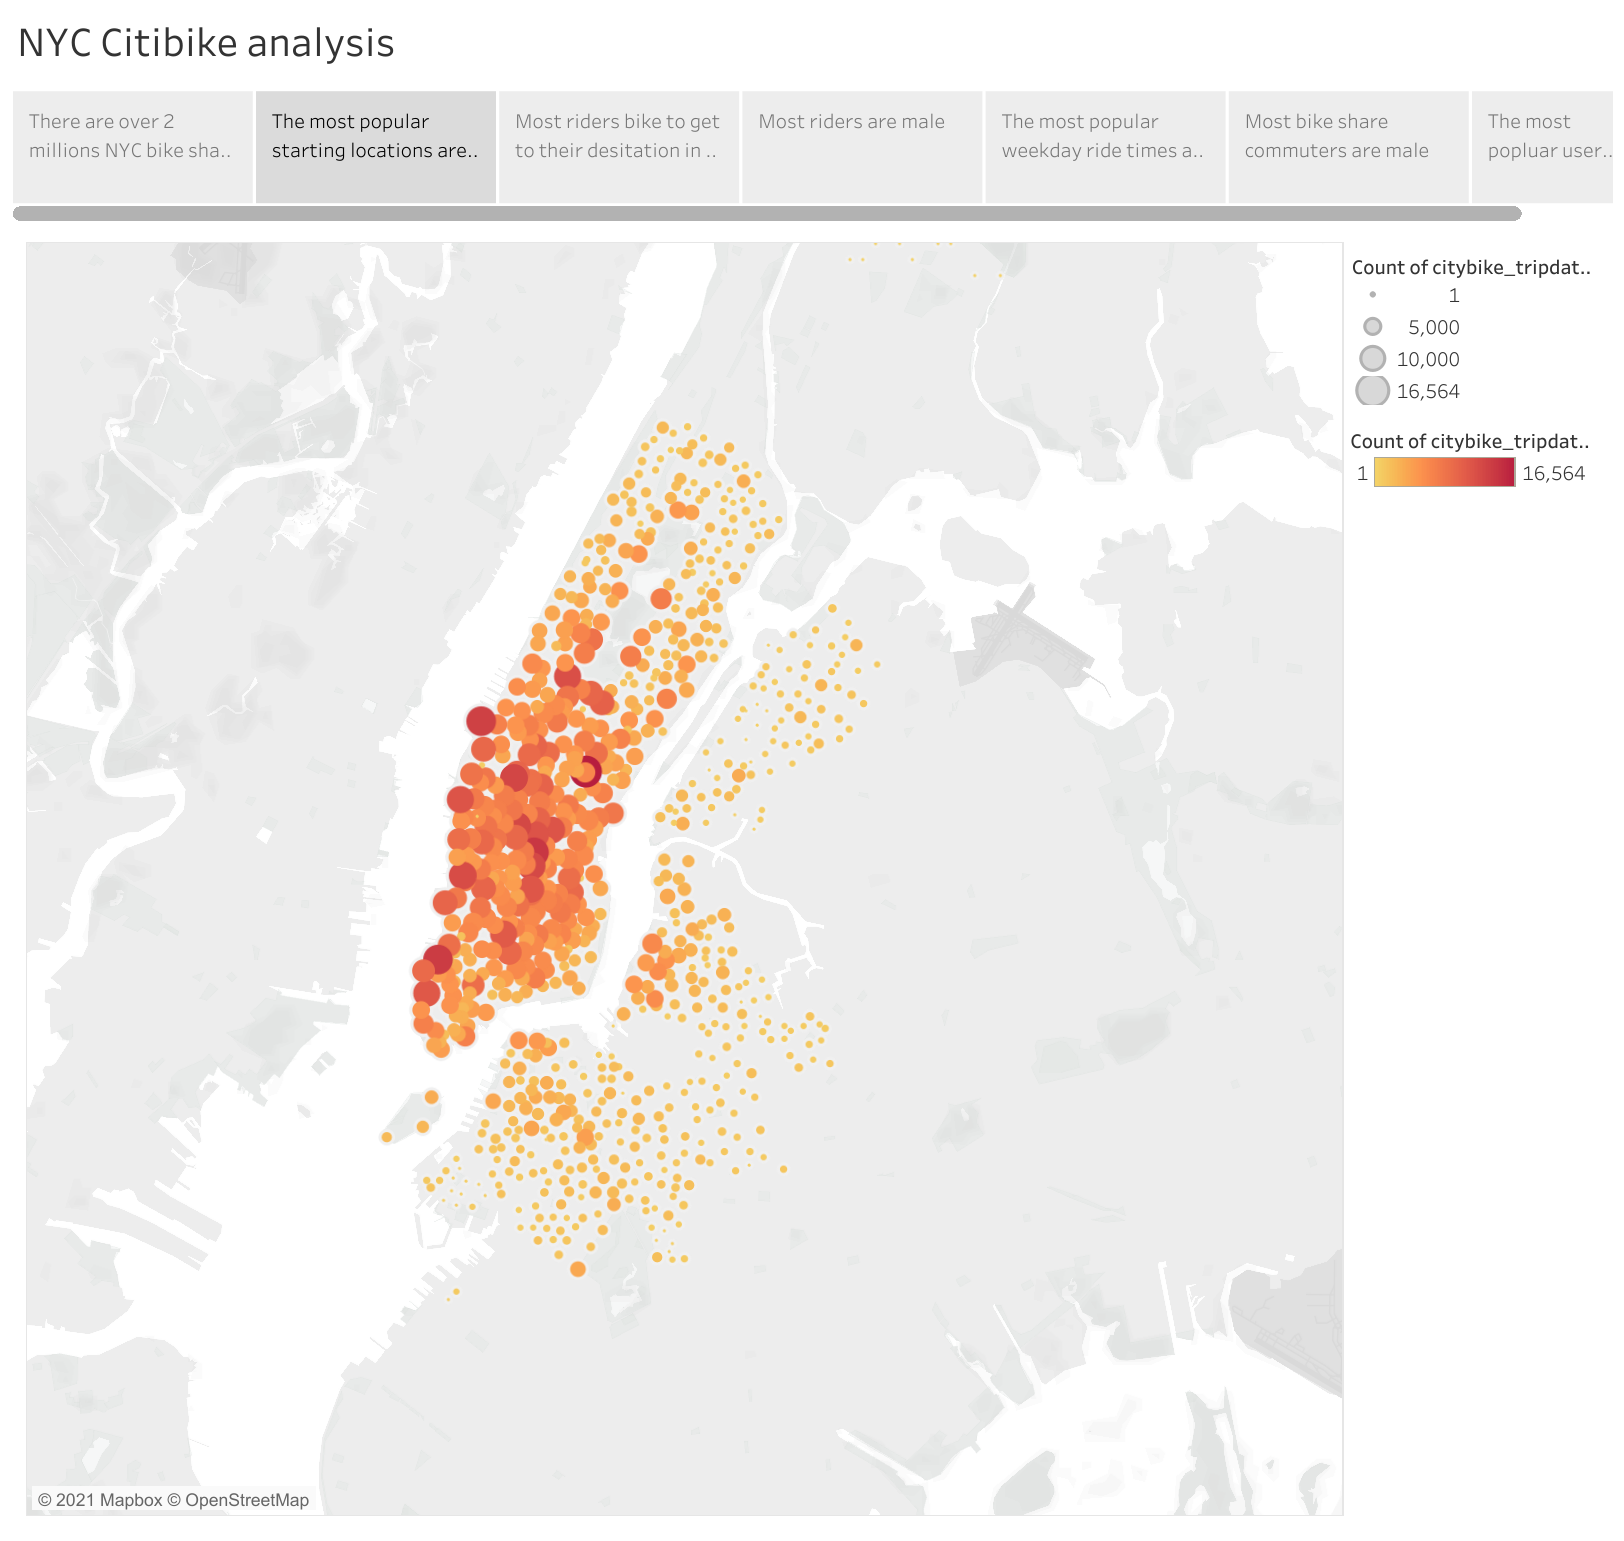 NYC Citibike analysis
There are over 2
millions NYC bike sha..
The most popular
starting locations are..
Most riders bike to get
to their desitation in ..
Most riders are male
The most popular
weekday ride times a..
Most bike share
commuters are male
The most
popluar user..
Count of citybike_tripdat..
1
5,000
10,000
16,564
Count of citybike_tripdat..
1 16,564
© 2021 Mapbox © OpenStreetMap